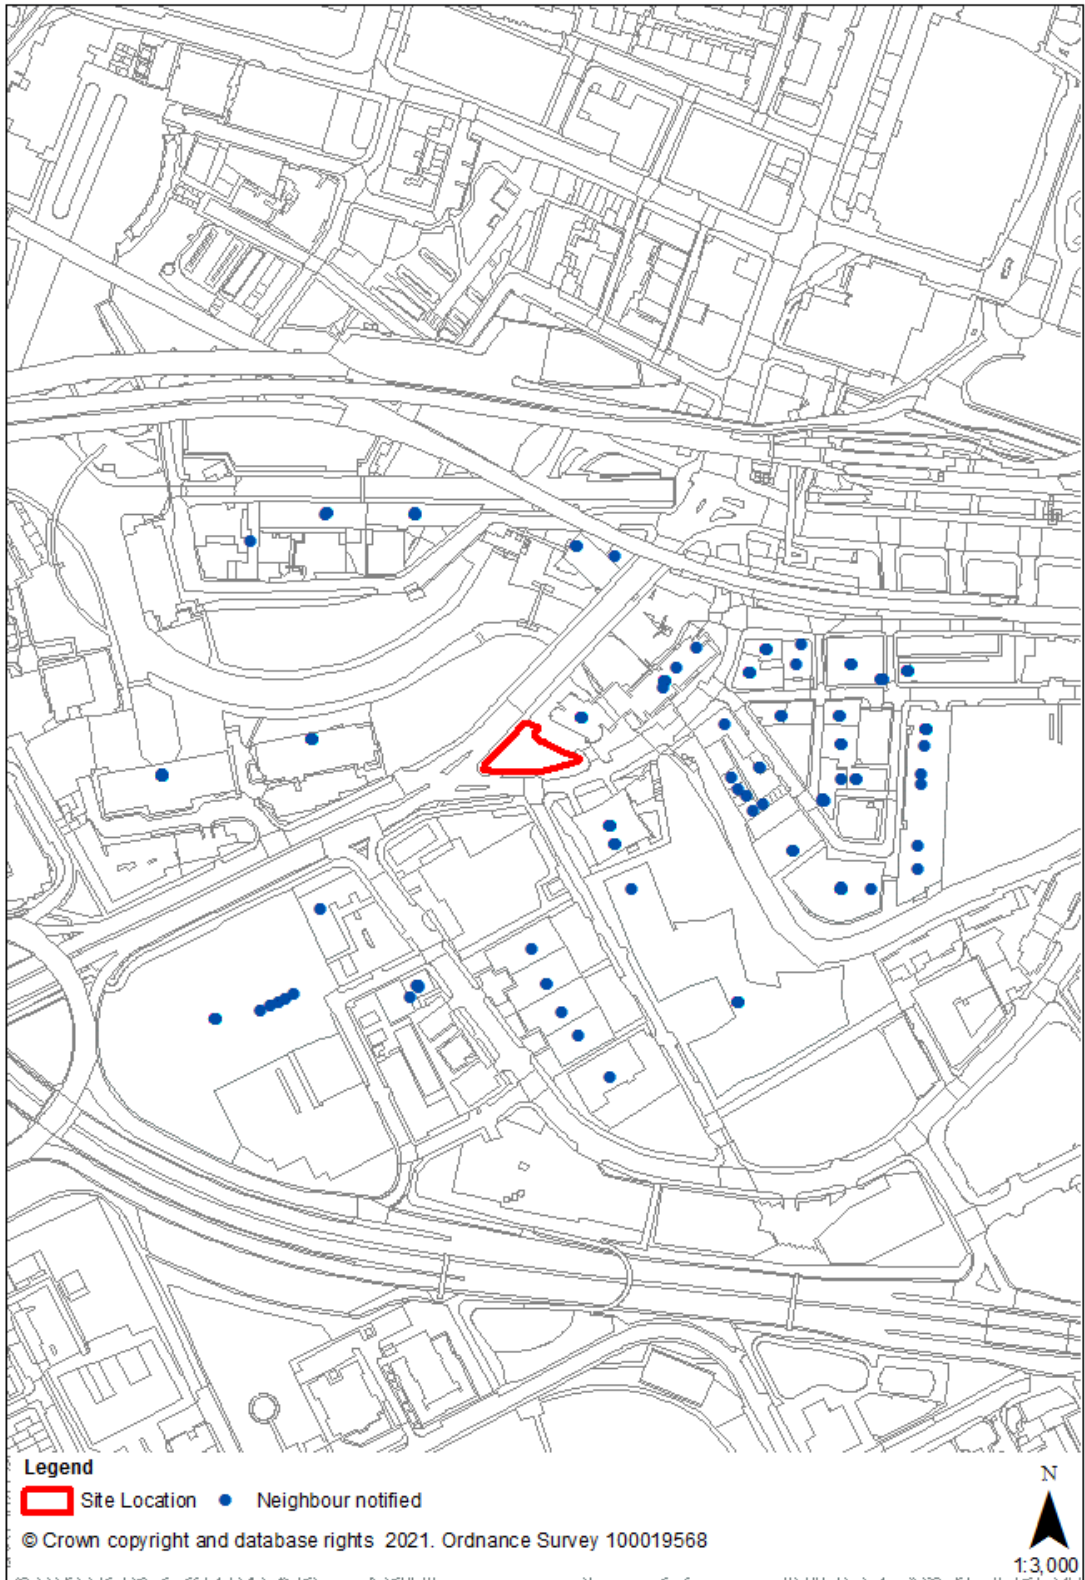 Legend
Site Location Neighbour notified
N
© Crown copyright and database rights 2021. Ordnance Survey 100019568
1:3,000